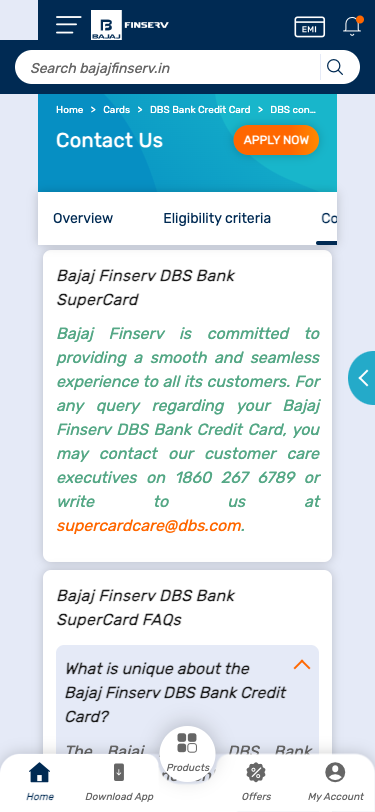 BAJAJ FINSERV
EMI
Search bajajfinserv.in
Home > Cards > DBS Bank Credit Card > DBS con...
Contact Us
APPLY NOW
Overview Eligibility criteria Co
Bajaj Finserv DBS Bank
SuperCard
Bajaj Finserv is committed to
providing a smooth and seamless
experience to all its customers. For
any query regarding your Bajaj
Finserv DBS Bank Credit Card, you
may contact our customer care
executives on 1860 267 6789 or
write to us at
supercardcare@dbs.com.
Bajaj Finserv DBS Bank
SuperCard FAQs
What is unique about the
Bajaj Finserv DBS Bank Credit
Card?
The Bajaj DBS Bank
Products
Home Download App Offers My Account